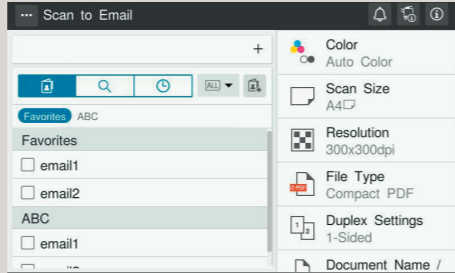 Scan to Email
ALL
Favorites ABC
Favorites
email1
email2
ABC
email1
Color
Auto Color
Scan Size
A4
Resolution
300x300dpi
File Type
Compact PDF
Duplex Settings
1-Sided
Document Name /